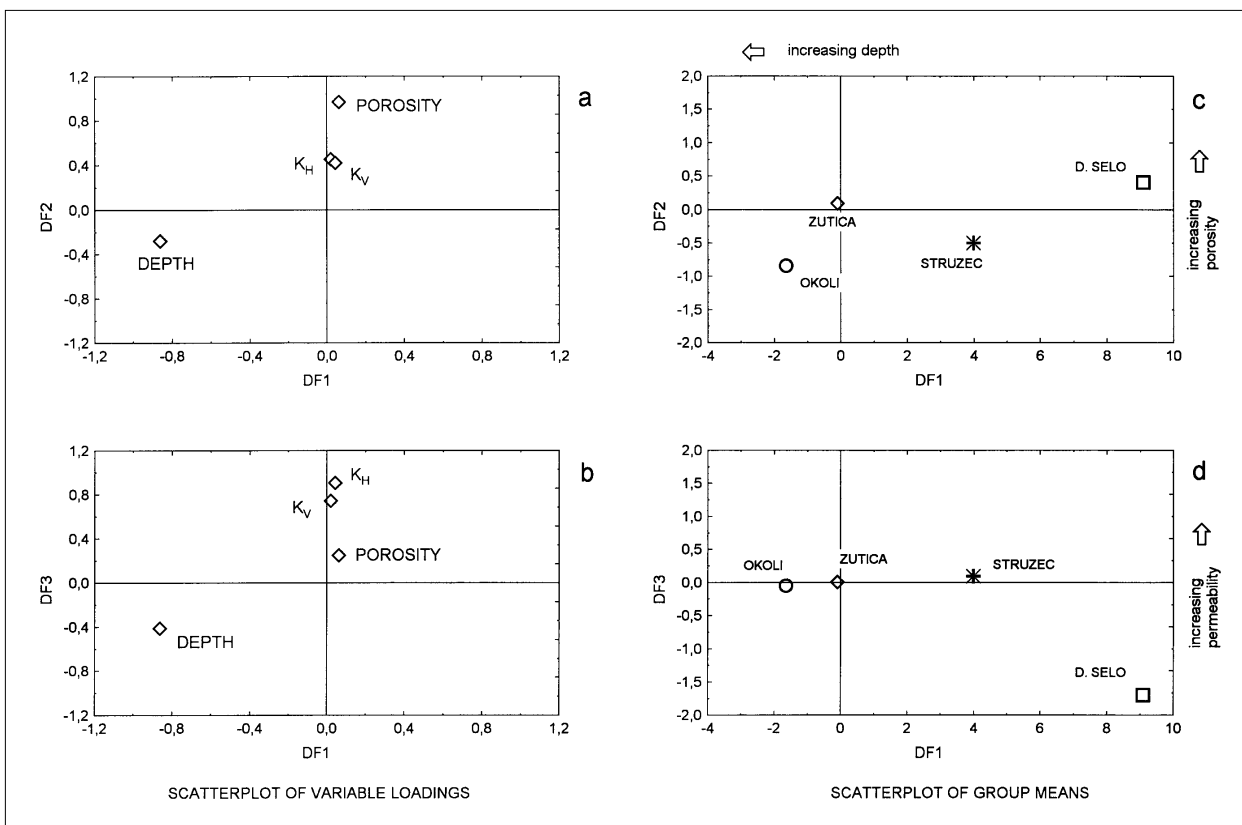 increasing depth
1,2
0,8
0,4
0,0
-0,4
-0,8
-1,2
DF2
POROSITY
K_H
K_V
DEPTH
a
-1,2 -0,8 -0,4 0,0 0,4 0,8 1,2
DF1
2,0
1,5
1,0
0,5
0,0
-0,5
-1,0
-1,5
-2,0
DF2
D. SELO
ZUTICA
STRUZEC
OKOLI
c
increasing
porosity
-4 -2 0 2 4 6 8 10
DF1
1,2
0,8
0,4
0,0
-0,4
-0,8
-1,2
DF3
K_H
K_V
POROSITY
DEPTH
b
-1,2 -0,8 -0,4 0,0 0,4 0,8 1,2
DF1
2,0
1,5
1,0
0,5
0,0
-0,5
-1,0
-1,5
-2,0
DF3
OKOLI
ZUTICA
STRUZEC
D. SELO
d
increasing
permeability
-4 -2 0 2 4 6 8 10
DF1
SCATTERPLOT OF VARIABLE LOADINGS
SCATTERPLOT OF GROUP MEANS